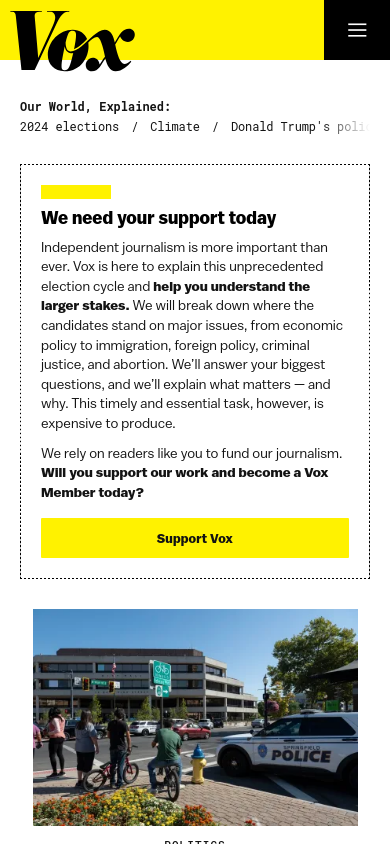 Vox
Our World, Explained:
2024 elections / Climate / Donald Trump's
We need your support today
Independent journalism is more important than
ever. Vox is here to explain this unprecedented
election cycle and help you understand the
larger stakes. We will break down where the
candidates stand on major issues, from economic
policy to immigration, foreign policy, criminal
justice, and abortion. We’ll answer your biggest
questions, and we’ll explain what matters — and
why. This timely and essential task, however, is
expensive to produce.
We rely on readers like you to fund our journalism.
Will you support our work and become a Vox
Member today?
Support Vox
SPRINGFIELD
POLICE
POLITICS